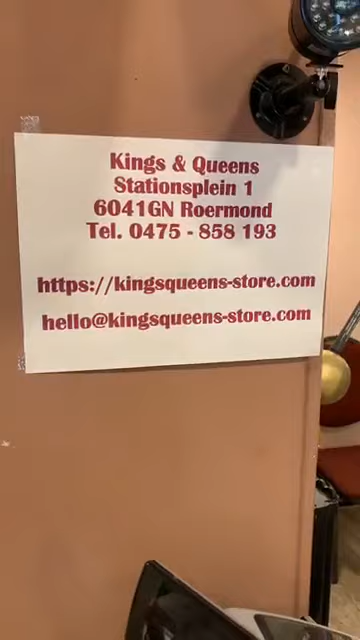 Kings & Queens
Stationsplein 1
6041GN Roermond
Tel. 0475 - 858 193
https://kingsqueens-store.com
hello@kingsqueens-store.com